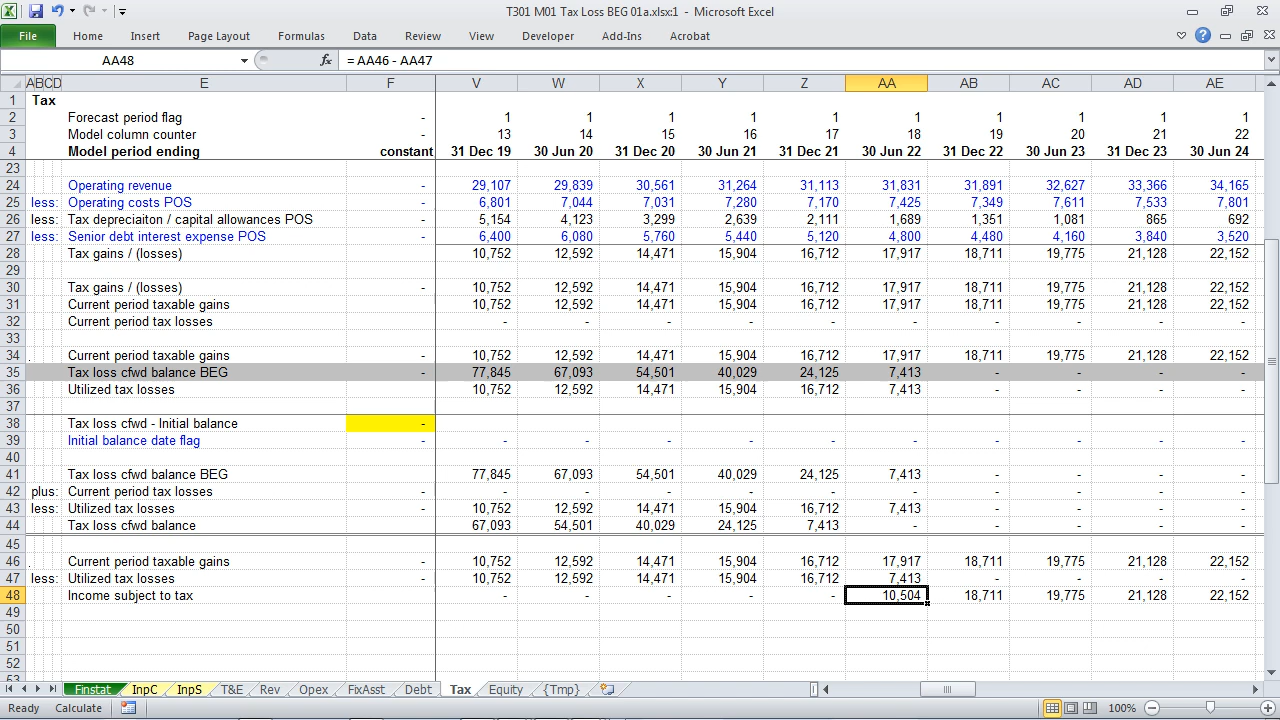 T301 M01 Tax Loss BEG 01a.xlsx:1 - Microsoft Excel
File Home Insert Page Layout Formulas Data Review View Developer Add-Ins Acrobat
AA48 fx = AA46 - AA47
A B C D E F V W X Y Z AA AB AC AD AE
1 Tax
2 Forecast period flag - 1 1 1 1 1 1 1 1 1 1
3 Model column counter - 13 14 15 16 17 18 19 20 21 22
4 Model period ending constant 31 Dec 19 30 Jun 20 31 Dec 20 30 Jun 21 31 Dec 21 30 Jun 22 31 Dec 22 30 Jun 23 31 Dec 23 30 Jun 24
23
24 Operating revenue - 29,107 29,839 30,561 31,264 31,113 31,831 31,891 32,627 33,366 34,165
25 less: Operating costs POS - 6,801 7,044 7,031 7,280 7,170 7,425 7,349 7,611 7,533 7,801
26 less: Tax depreciaiton / capital allowances POS - 5,154 4,123 3,299 2,639 2,111 1,689 1,351 1,081 865 692
27 less: Senior debt interest expense POS - 6,400 6,080 5,760 5,440 5,120 4,800 4,480 4,160 3,840 3,520
28 Tax gains / (losses) 10,752 12,592 14,471 15,904 16,712 17,917 18,711 19,775 21,128 22,152
29
30 Tax gains / (losses) - 10,752 12,592 14,471 15,904 16,712 17,917 18,711 19,775 21,128 22,152
31 Current period taxable gains 10,752 12,592 14,471 15,904 16,712 17,917 18,711 19,775 21,128 22,152
32 Current period tax losses - - - - - - - - - -
33
34 . Current period taxable gains - 10,752 12,592 14,471 15,904 16,712 17,917 18,711 19,775 21,128 22,152
35 Tax loss cfwd balance BEG - 77,845 67,093 54,501 40,029 24,125 7,413 - - - -
36 Utilized tax losses 10,752 12,592 14,471 15,904 16,712 7,413 - - - -
37
38 Tax loss cfwd - Initial balance -
39 Initial balance date flag - - - - - - - - - - -
40
41 Tax loss cfwd balance BEG 77,845 67,093 54,501 40,029 24,125 7,413 - - - -
42 plus: Current period tax losses - - - - - - - - - - -
43 less: Utilized tax losses - 10,752 12,592 14,471 15,904 16,712 7,413 - - - -
44 Tax loss cfwd balance 67,093 54,501 40,029 24,125 7,413 - - - - -
45
46 . Current period taxable gains - 10,752 12,592 14,471 15,904 16,712 17,917 18,711 19,775 21,128 22,152
47 less: Utilized tax losses - 10,752 12,592 14,471 15,904 16,712 7,413 - - - -
48 Income subject to tax - - - - - 10,504 18,711 19,775 21,128 22,152
49
50
51
52
53
Finstat InpC InpS T&E Rev Opex FixAsst Debt Tax Equity {Tmp}
Ready Calculate 100%